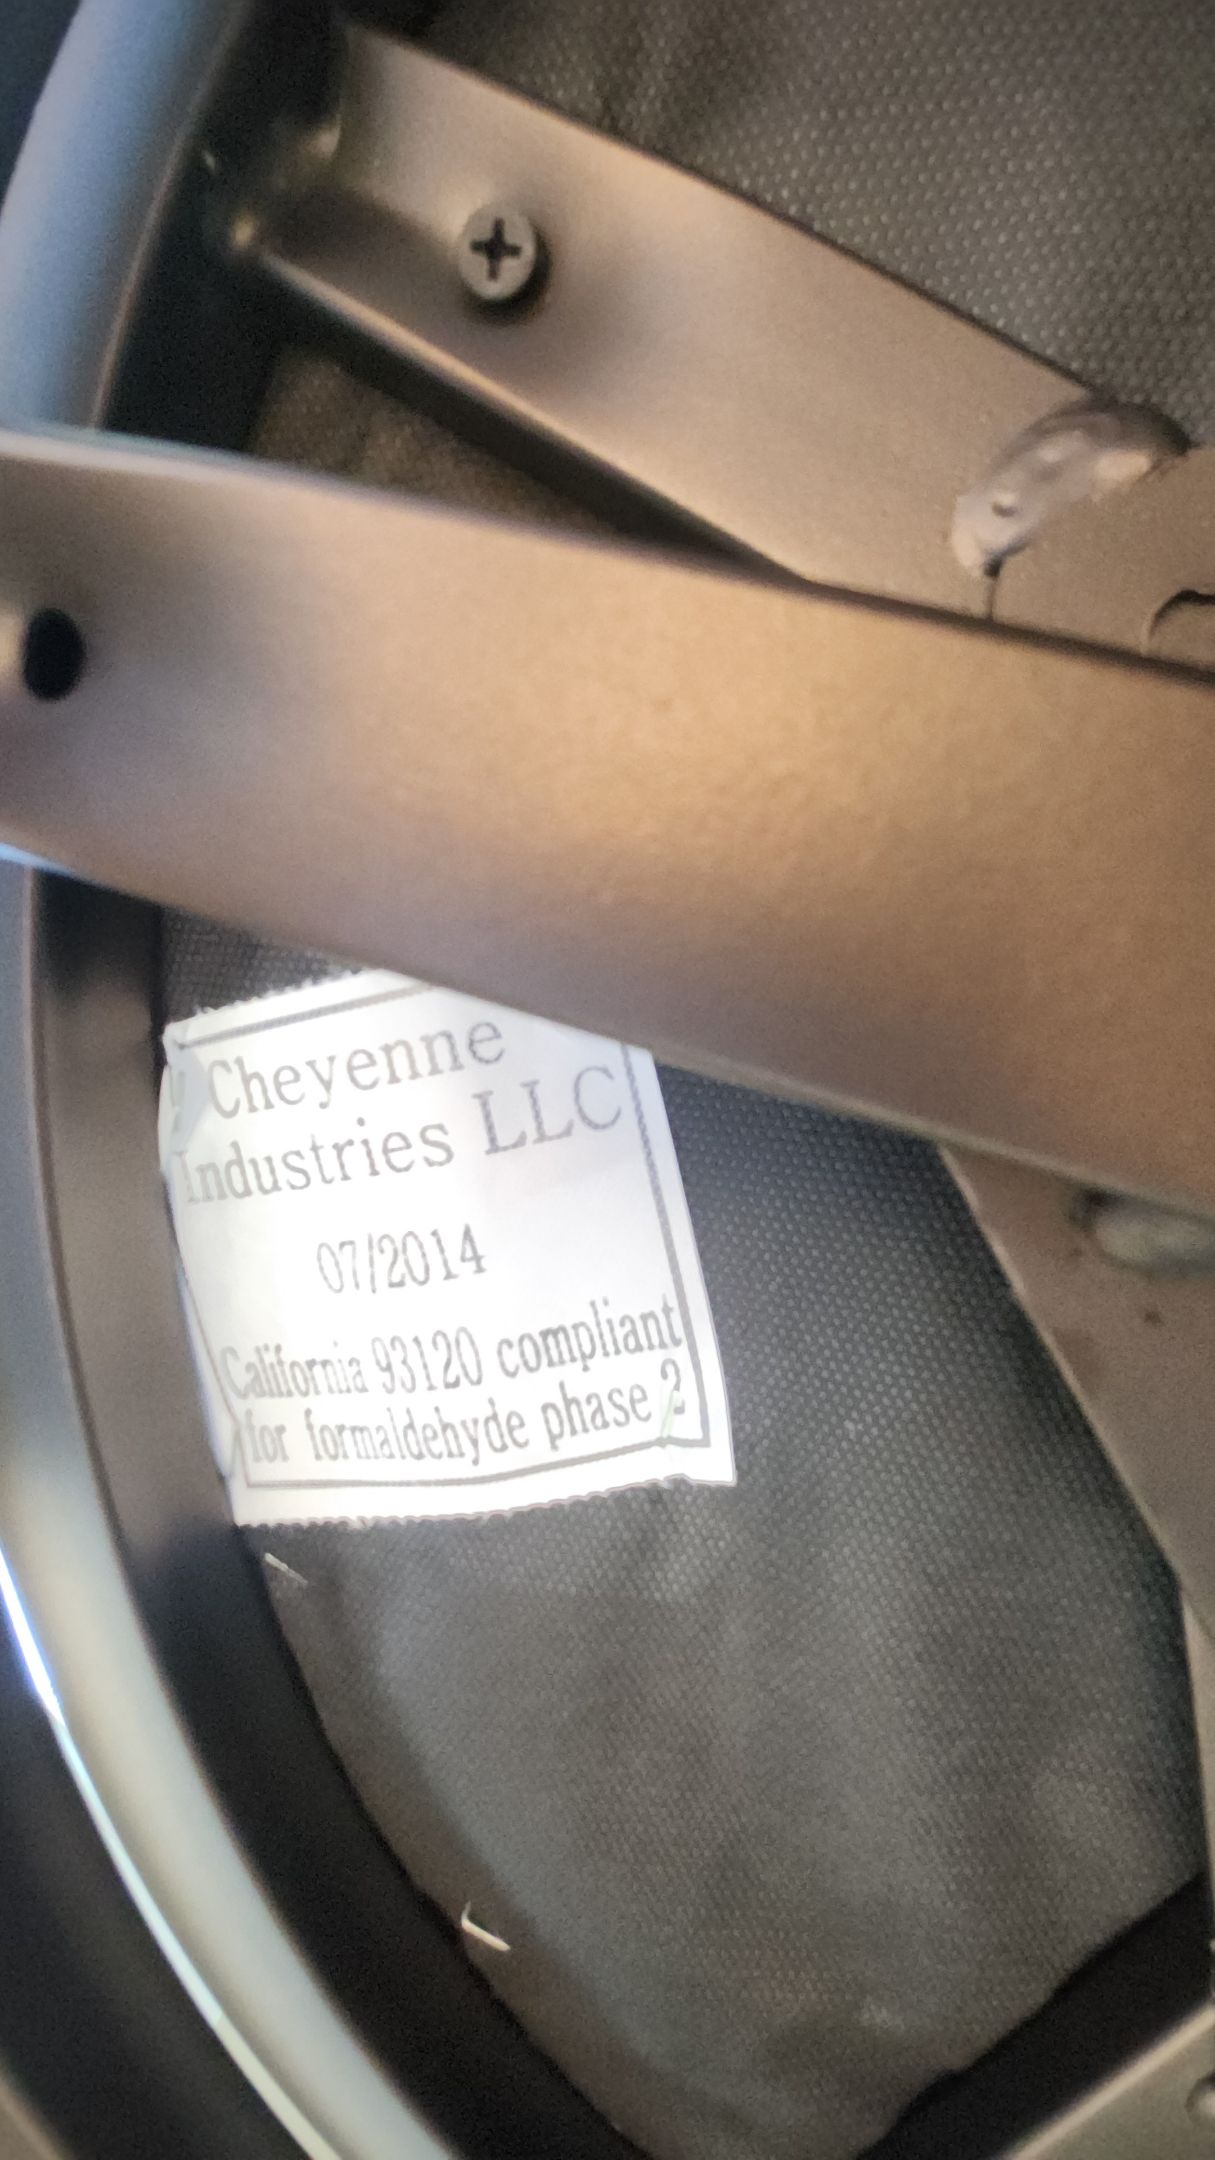 Cheyenne
Industries LLC
07/2014
California 93120 compliant
for formaldehyde phase 2